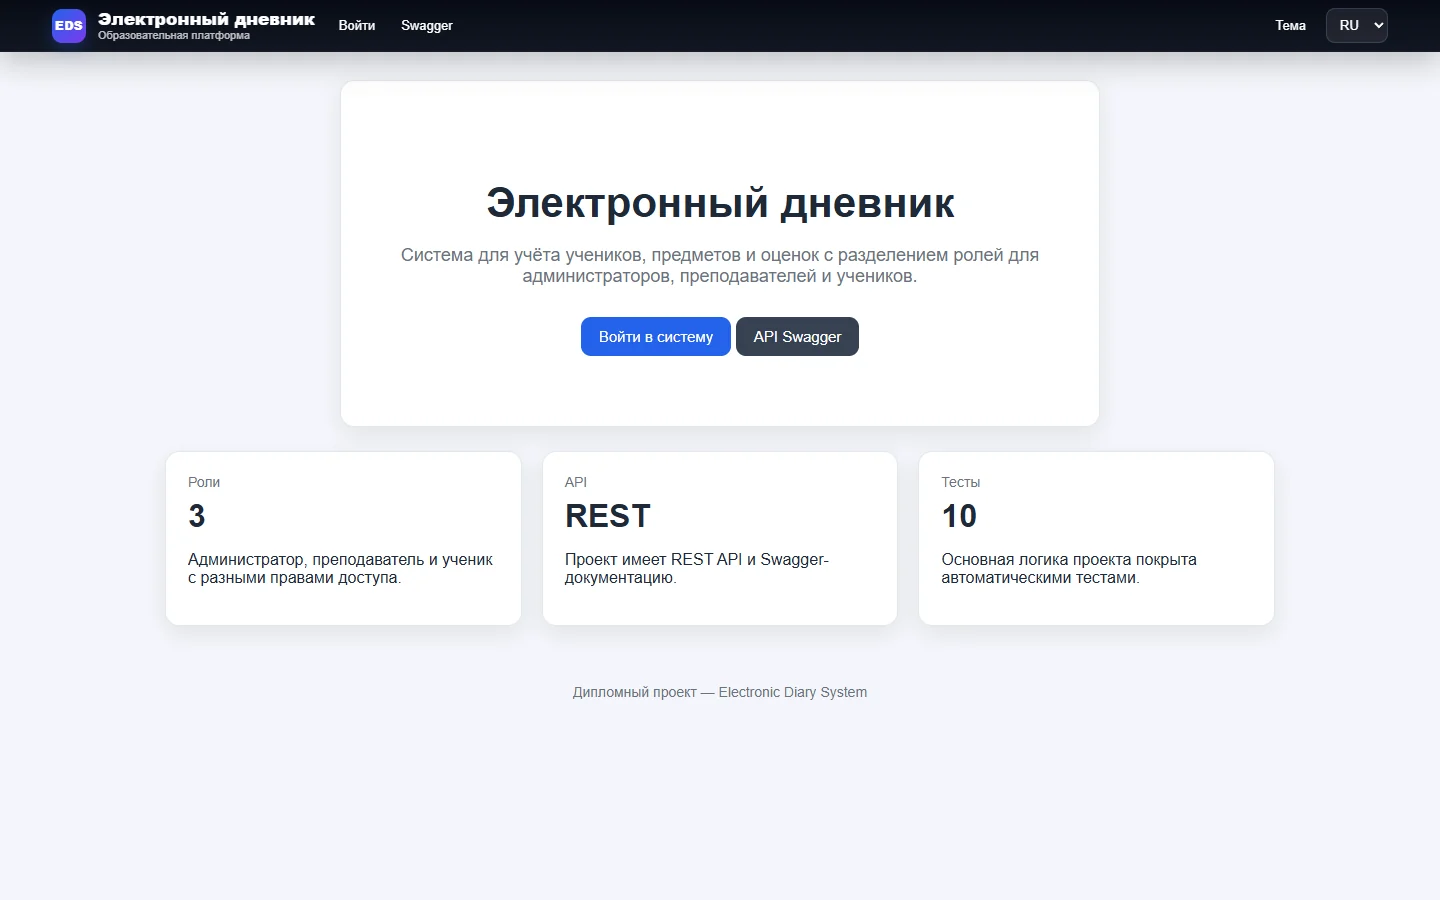 EDS
Электронный дневник
Образовательная платформа
Войти
Swagger
Тема
RU
Электронный дневник
Система для учёта учеников, предметов и оценок с разделением ролей для
администраторов, преподавателей и учеников.
Войти в систему
API Swagger
Роли
3
Администратор, преподаватель и ученик
с разными правами доступа.
API
REST
Проект имеет REST API и Swagger-
документацию.
Тесты
10
Основная логика проекта покрыта
автоматическими тестами.
Дипломный проект — Electronic Diary System